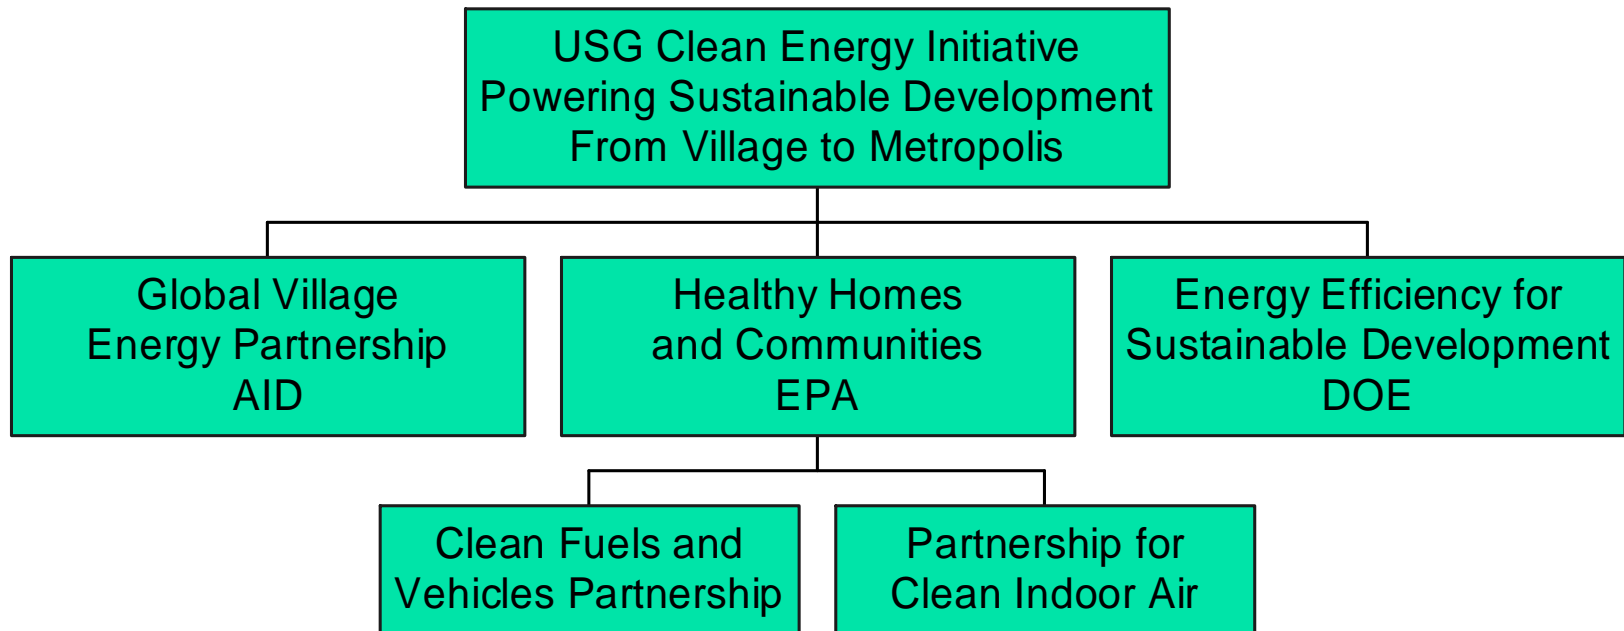 USG Clean Energy Initiative
Powering Sustainable Development
From Village to Metropolis
Global Village
Energy Partnership
AID
Healthy Homes
and Communities
EPA
Energy Efficiency for
Sustainable Development
DOE
Clean Fuels and
Vehicles Partnership
Partnership for
Clean Indoor Air